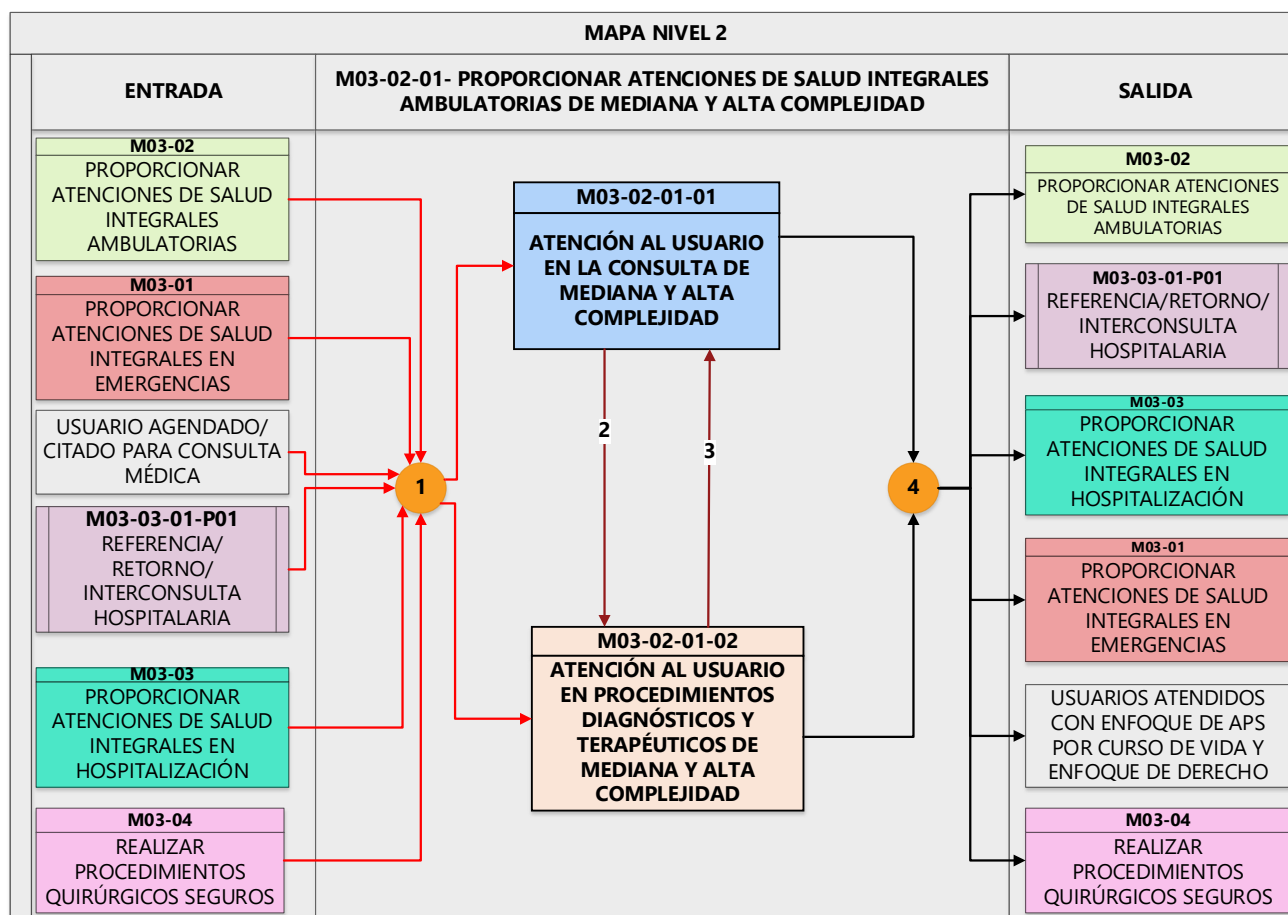 MAPA NIVEL 2
ENTRADA
M03-02-01- PROPORCIONAR ATENCIONES DE SALUD INTEGRALES
AMBULATORIAS DE MEDIANA Y ALTA COMPLEJIDAD
SALIDA
M03-02
PROPORCIONAR
ATENCIONES DE SALUD
INTEGRALES
AMBULATORIAS
M03-01
PROPORCIONAR
ATENCIONES DE SALUD
INTEGRALES EN
EMERGENCIAS
USUARIO AGENDADO/
CITADO PARA CONSULTA
MÉDICA
M03-03-01-P01
REFERENCIA/
RETORNO/
INTERCONSULTA
HOSPITALARIA
M03-03
PROPORCIONAR
ATENCIONES DE SALUD
INTEGRALES EN
HOSPITALIZACIÓN
M03-04
REALIZAR
PROCEDIMIENTOS
QUIRÚRGICOS SEGUROS
1
M03-02-01-01
ATENCIÓN AL USUARIO
EN LA CONSULTA DE
MEDIANA Y ALTA
COMPLEJIDAD
2
3
M03-02-01-02
ATENCIÓN AL USUARIO
EN PROCEDIMIENTOS
DIAGNÓSTICOS Y
TERAPÉUTICOS DE
MEDIANA Y ALTA
COMPLEJIDAD
4
M03-02
PROPORCIONAR ATENCIONES
DE SALUD INTEGRALES
AMBULATORIAS
M03-03-01-P01
REFERENCIA/RETORNO/
INTERCONSULTA
HOSPITALARIA
M03-03
PROPORCIONAR
ATENCIONES DE SALUD
INTEGRALES EN
HOSPITALIZACIÓN
M03-01
PROPORCIONAR
ATENCIONES DE SALUD
INTEGRALES EN
EMERGENCIAS
USUARIOS ATENDIDOS
CON ENFOQUE DE APS
POR CURSO DE VIDA Y
ENFOQUE DE DERECHO
M03-04
REALIZAR
PROCEDIMIENTOS
QUIRÚRGICOS SEGUROS